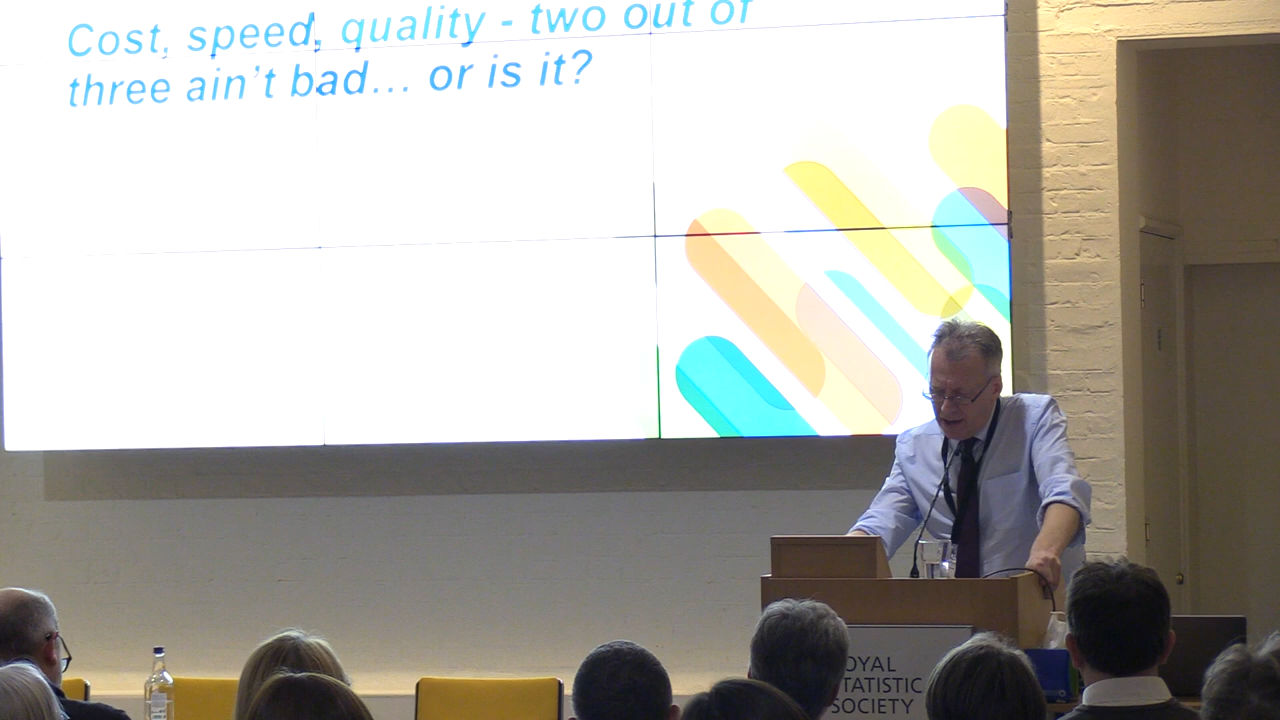 Cost, speed, quality - two out of
three ain't bad... or is it?
OYAL
TATISTIC
SOCIETY